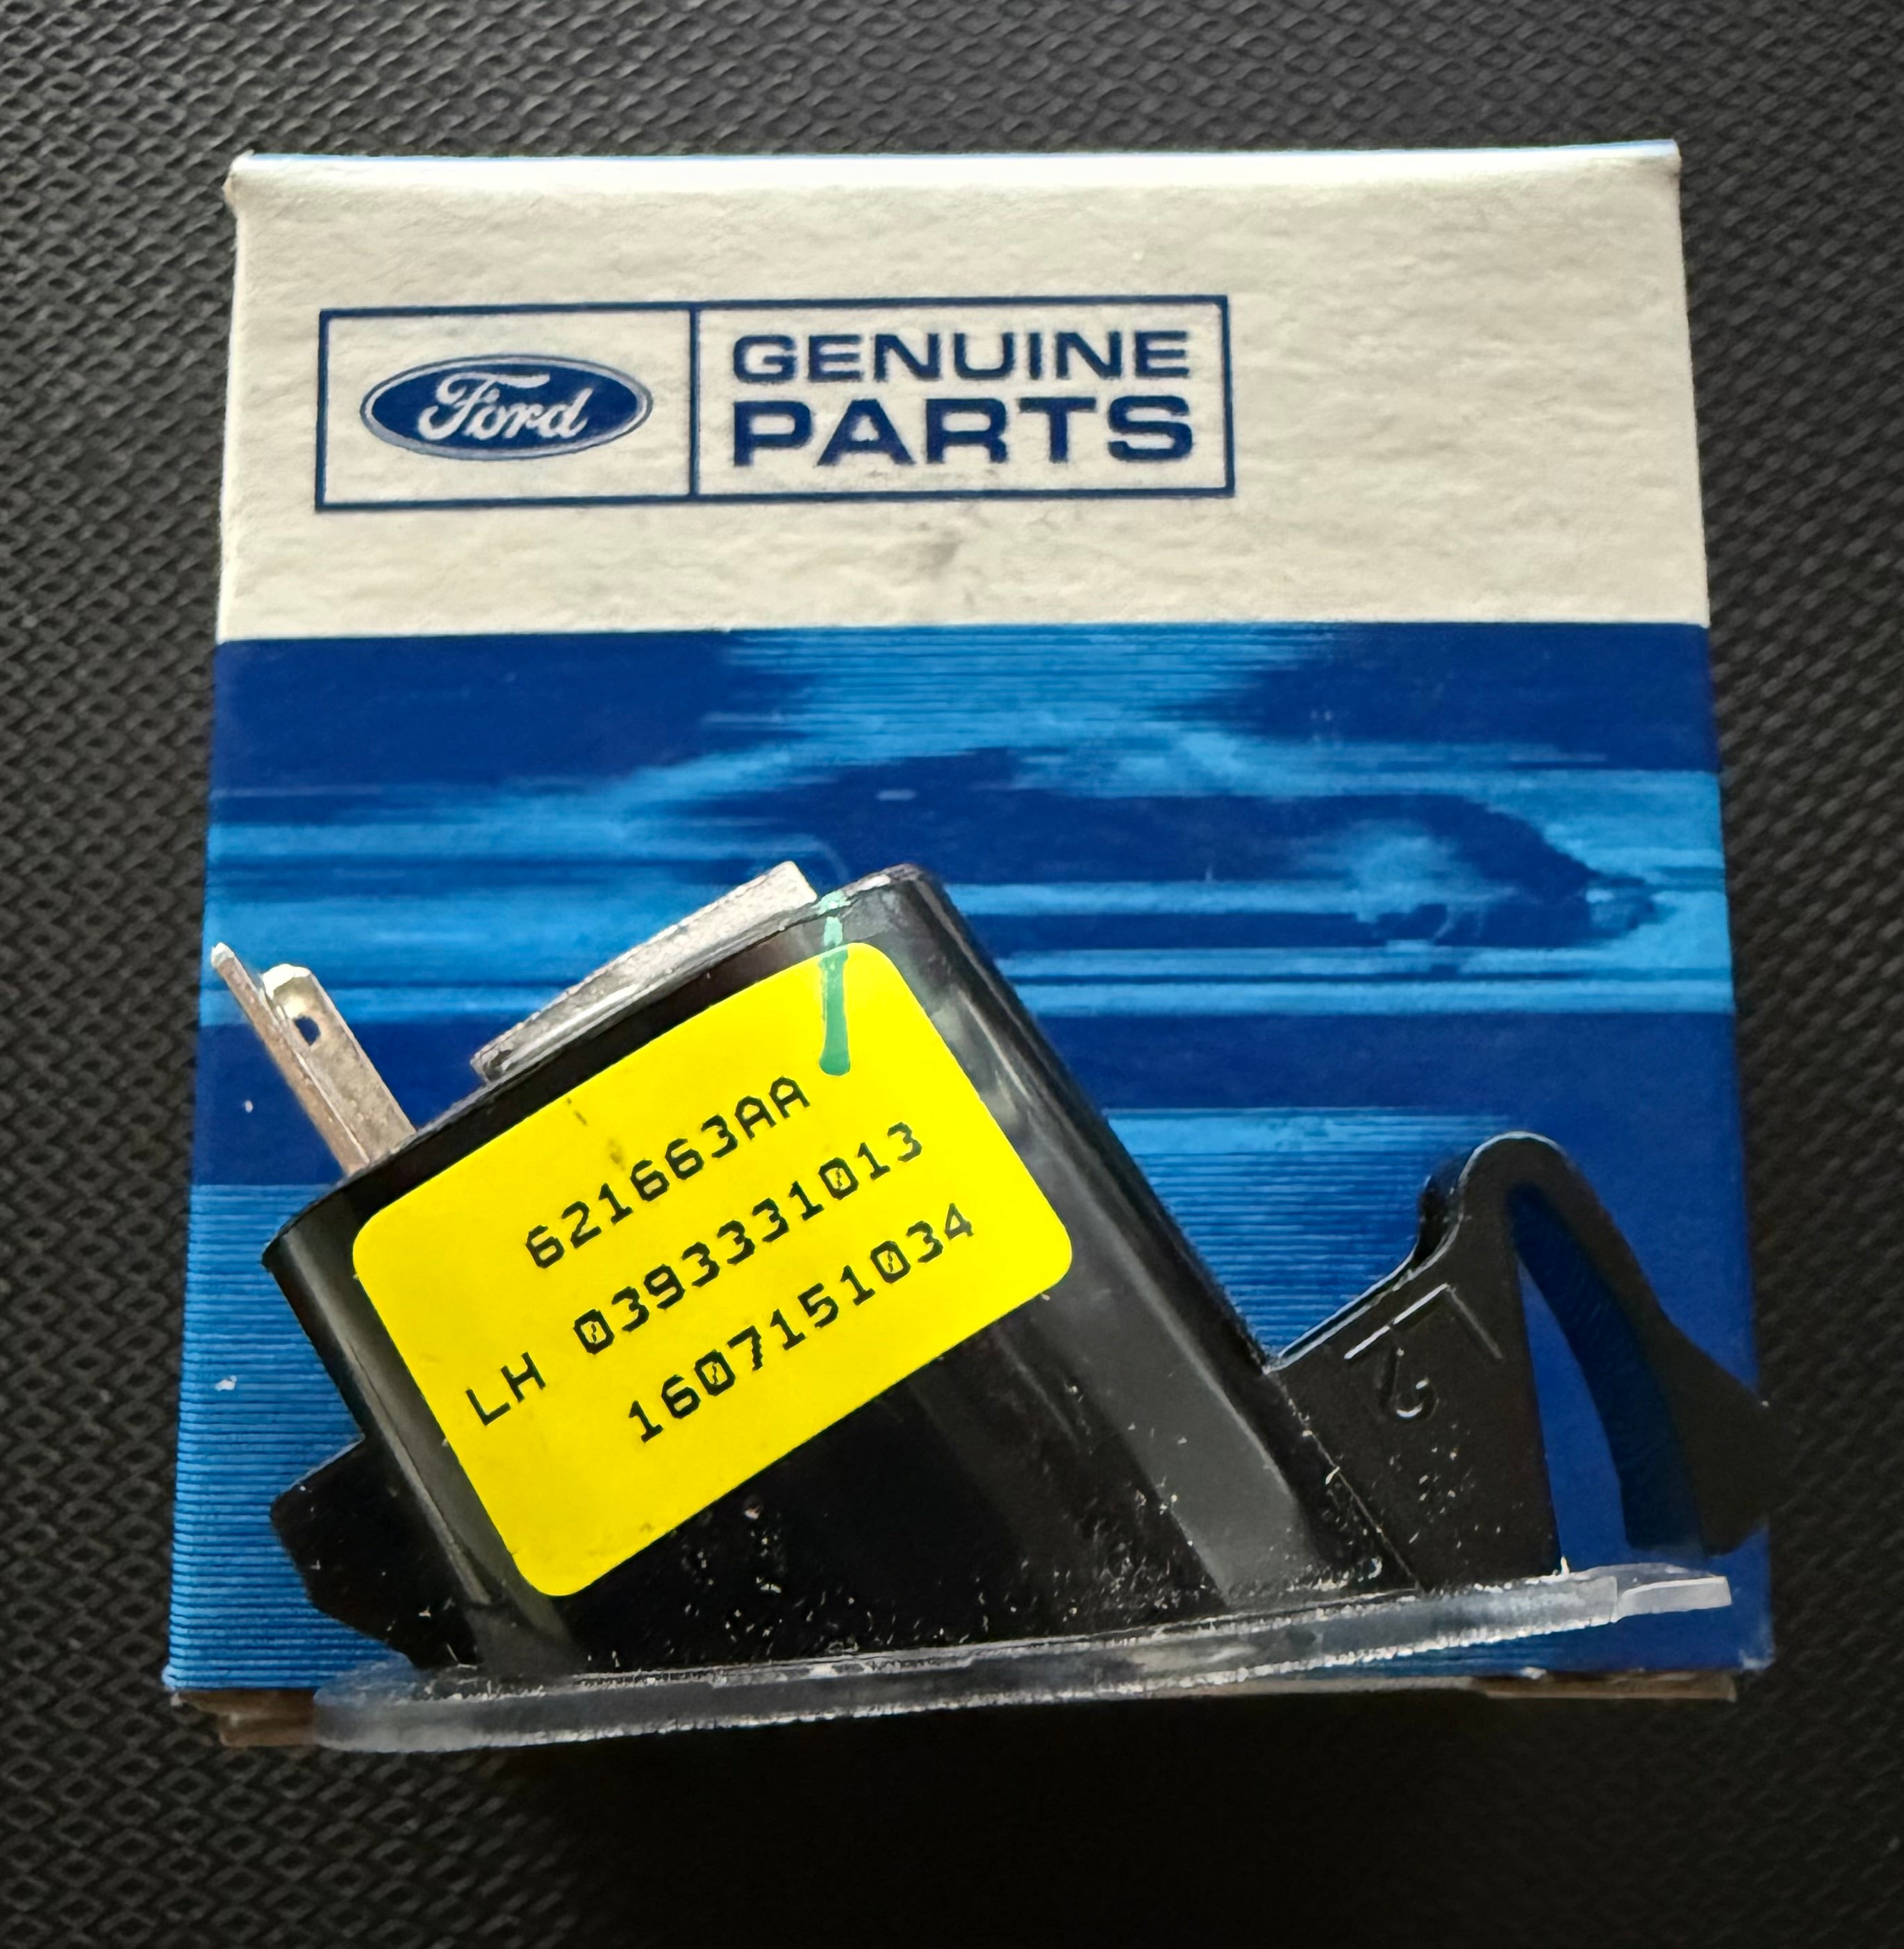 Ford
GENUINE
PARTS
621663AA
LH 0393331013
1607151034